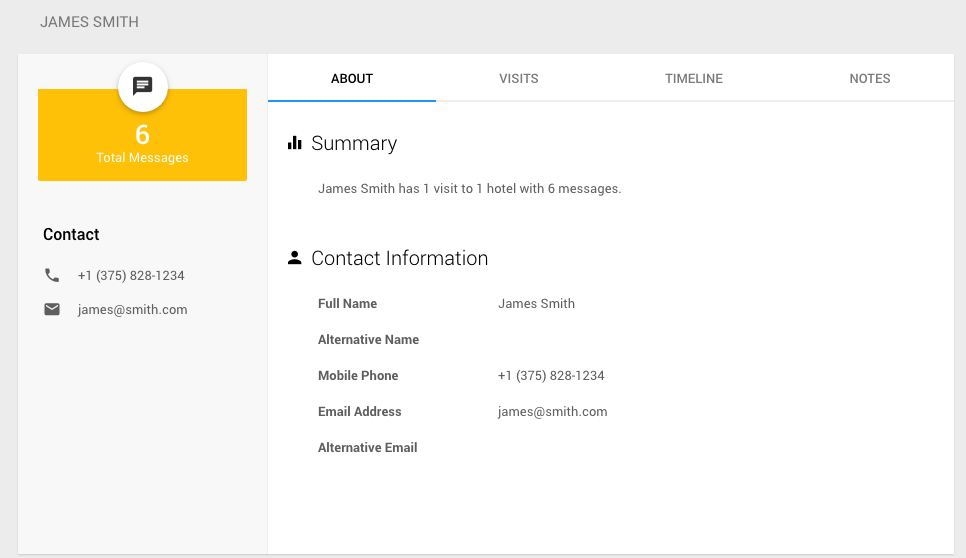 JAMES SMITH
6
Total Messages
Contact
+1 (375) 828-1234
james@smith.com
ABOUT VISITS TIMELINE NOTES
Summary
James Smith has 1 visit to 1 hotel with 6 messages.
Contact Information
Full Name James Smith
Alternative Name
Mobile Phone +1 (375) 828-1234
Email Address james@smith.com
Alternative Email